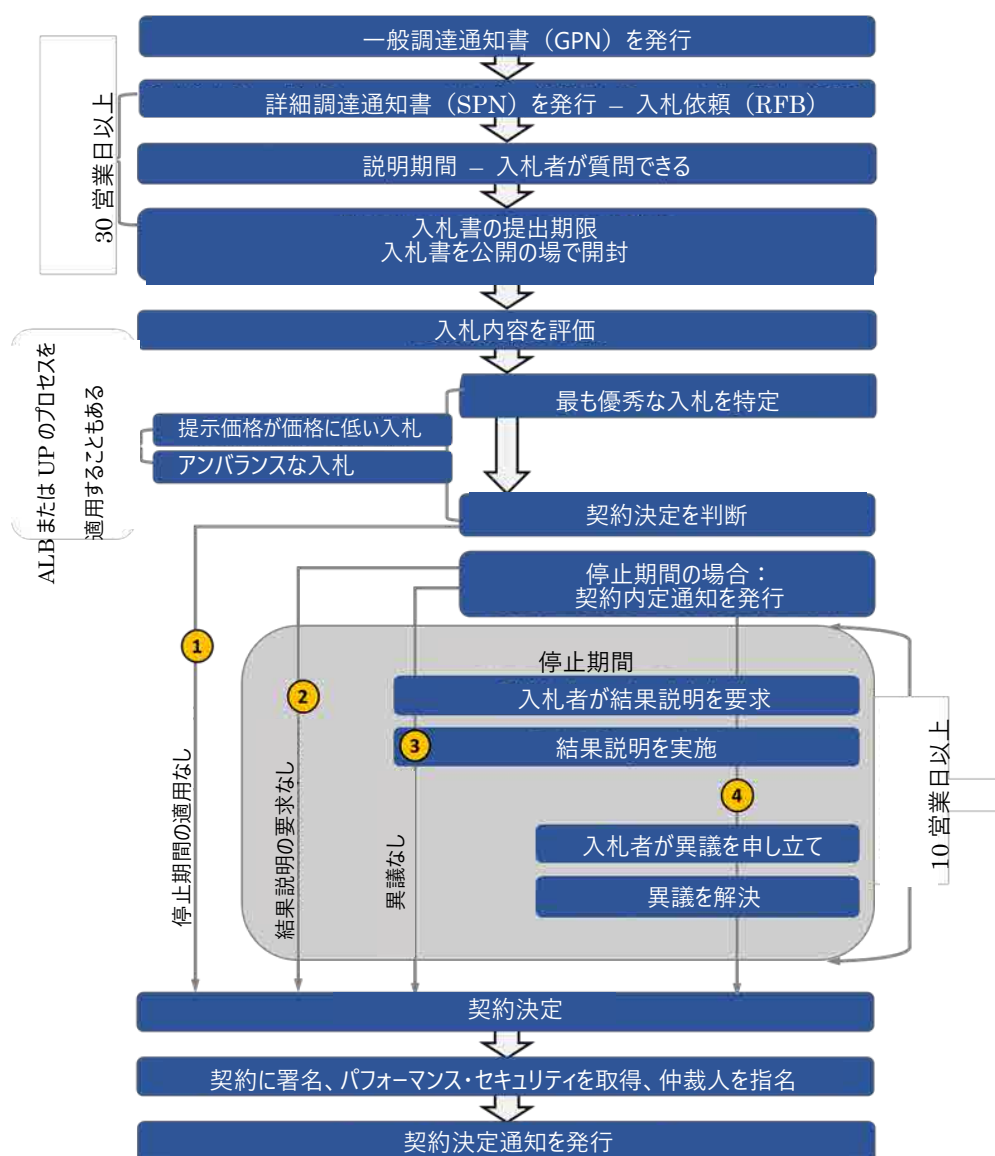 一般調達通知書（GPN）を発行
詳細調達通知書（SPN）を発行 – 入札依頼（RFB）
説明期間 – 入札者が質問できる
入札書の提出期限
入札書を公開の場で開封
30 営業日以上
入札内容を評価
最も優秀な入札を特定
提示価格が価格に低い入札
アンバランスな入札
ALB または UP のプロセスを
適用することもある
契約決定を判断
停止期間の場合：
契約内定通知を発行
停止期間
入札者が結果説明を要求
結果説明を実施
入札者が異議を申し立て
異議を解決
10 営業日以上
1
停止期間の適用なし
2
結果説明の要求なし
3
異議なし
4
契約決定
契約に署名、パフォーマンス・セキュリティを取得、仲裁人を指名
契約決定通知を発行